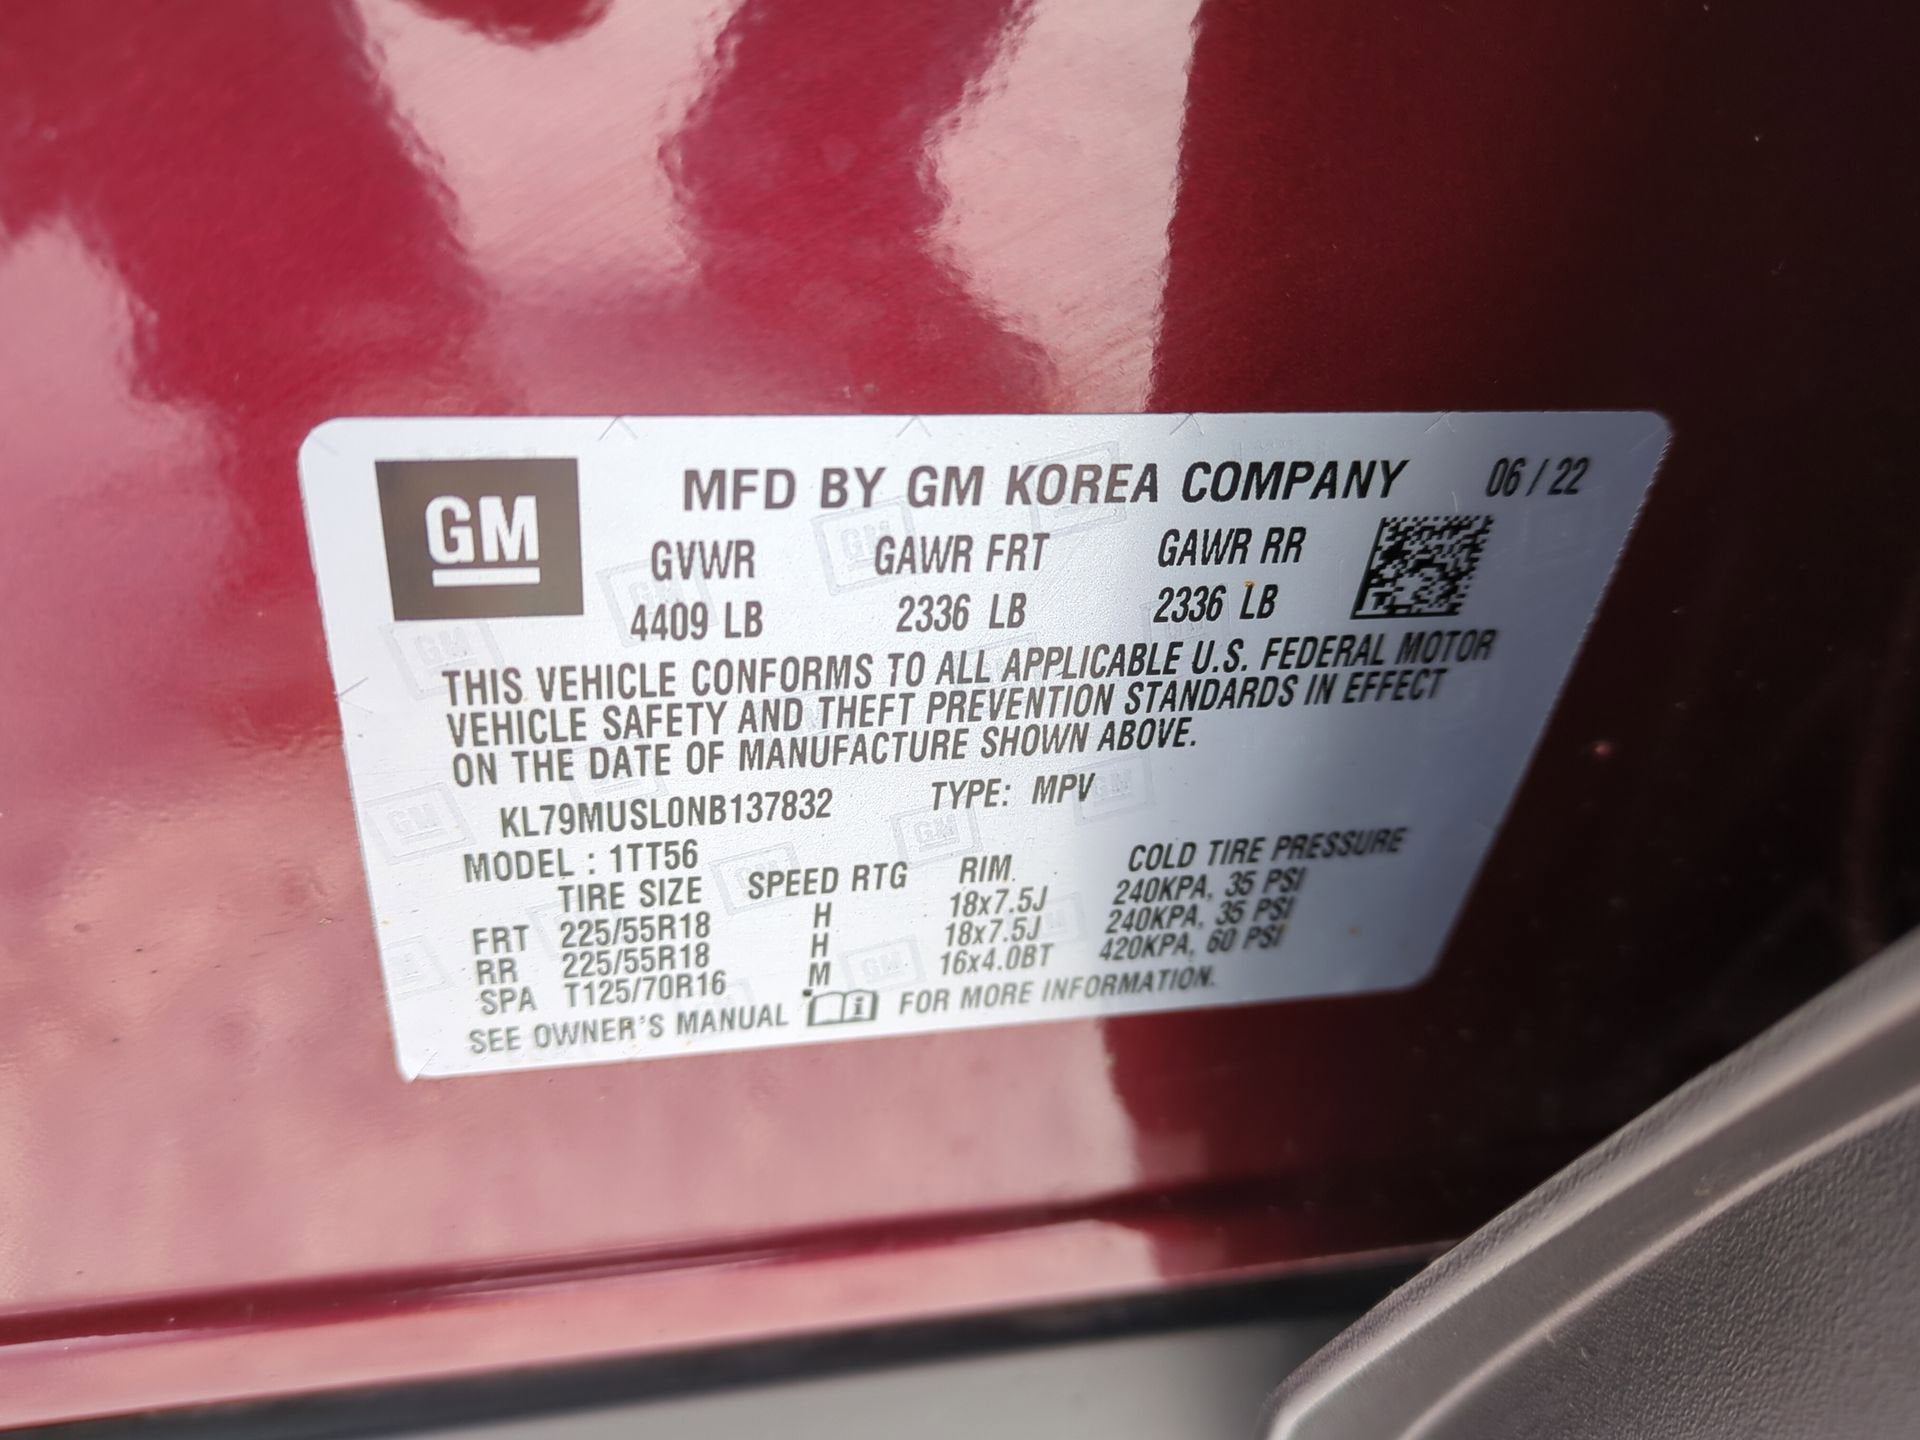 GM
MFD BY GM KOREA COMPANY 06 / 22
GVWR GAWR FRT GAWR RR
4409 LB 2336 LB 2336 LB
THIS VEHICLE CONFORMS TO ALL APPLICABLE U.S. FEDERAL MOTOR
VEHICLE SAFETY AND THEFT PREVENTION STANDARDS IN EFFECT
ON THE DATE OF MANUFACTURE SHOWN ABOVE.
KL79MUSL0NB137832 TYPE: MPV
MODEL : 1TT56
TIRE SIZE SPEED RTG RIM COLD TIRE PRESSURE
FRT 225/55R18 H 18x7.5J 240KPA, 35 PSI
RR 225/55R18 H 18x7.5J 240KPA, 35 PSI
SPA T125/70R16 M 16x4.0BT 420KPA, 60 PSI
SEE OWNER'S MANUAL i FOR MORE INFORMATION.